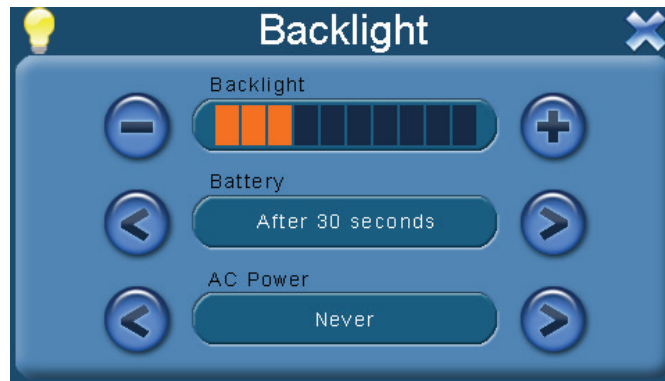 Backlight
Backlight
Battery
After 30 seconds
AC Power
Never